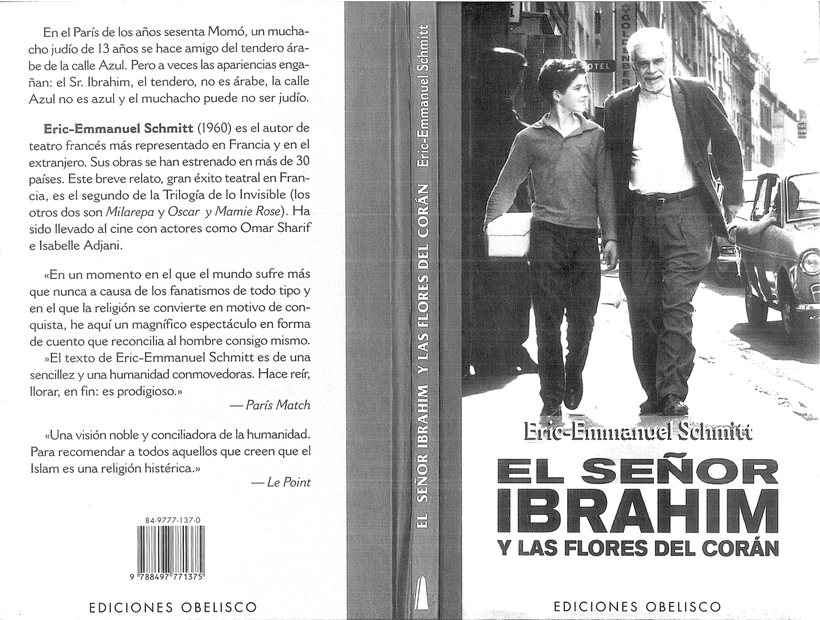 En el París de los años sesenta Momó, un mucha-
cho judío de 13 años se hace amigo del tendero ára-
be de la calle Azul. Pero a veces las apariencias enga-
ñan: el Sr. Ibrahim, el tendero, no es árabe, la calle
Azul no es azul y el muchacho puede no ser judío.
Eric-Emmanuel Schmitt (1960) es el autor de
teatro francés más representado en Francia y en el
extranjero. Sus obras se han estrenado en más de 30
países. Este breve relato, gran éxito teatral en Fran-
cia, es el segundo de la Trilogía de lo Invisible (los
otros dos son Milarepa y Oscar y Mamie Rose). Ha
sido llevado al cine con actores como Omar Sharif
e Isabelle Adjani.
«En un momento en el que el mundo sufre más
que nunca a causa de los fanatismos de todo tipo y
en el que la religión se convierte en motivo de con-
quista, he aquí un magnífico espectáculo en forma
de cuento que reconcilia al hombre consigo mismo.
»El texto de Eric-Emmanuel Schmitt es de una
sencillez y una humanidad conmovedoras. Hace reír,
llorar, en fin: es prodigioso.»
— París Match
«Una visión noble y conciliadora de la humanidad.
Para recomendar a todos aquellos que creen que el
Islam es una religión histérica.»
— Le Point
84-9777-137-0
9 788497 771375
EDICIONES OBELISCO
EL SEÑOR IBRAHIM Y LAS FLORES DEL CORÁN Eric-Emmanuel Schmitt
GOLDENBER
HOTEL
Eric-Emmanuel Schmitt
EL SEÑOR
IBRAHIM
Y LAS FLORES DEL CORÁN
EDICIONES OBELISCO